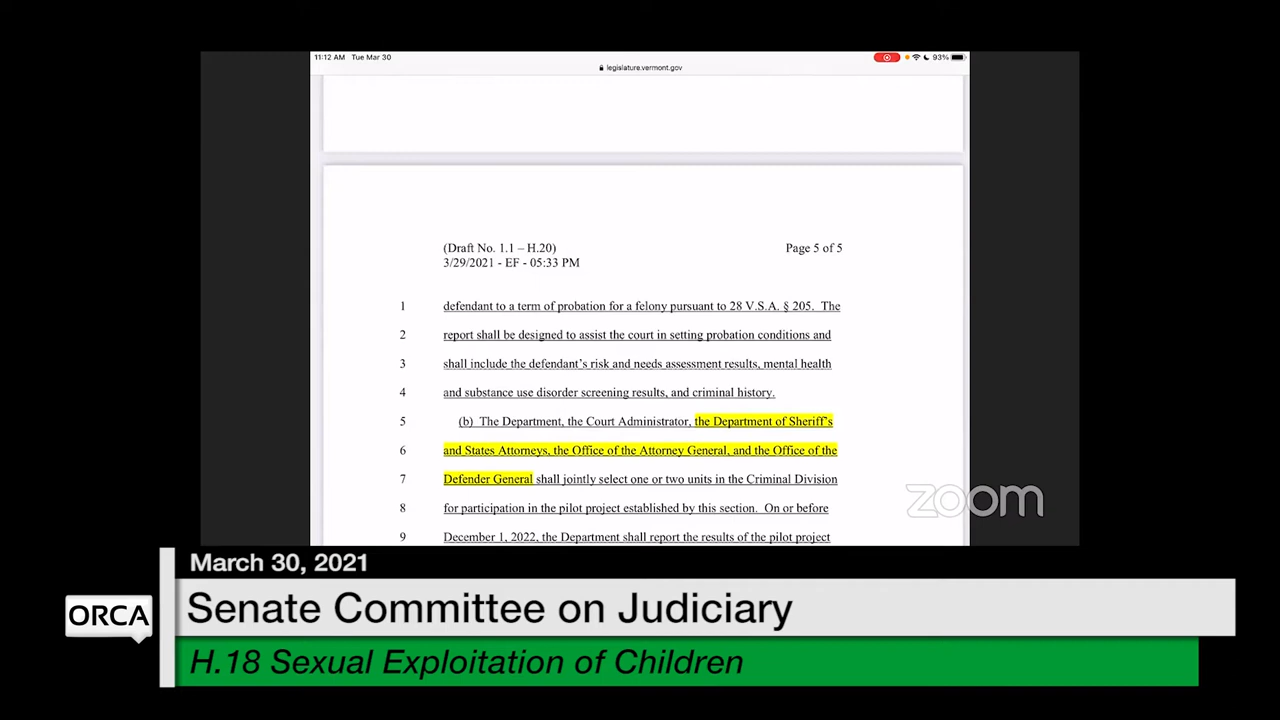 11:12 AM Tue Mar 30
93%
legislature.vermont.gov
(Draft No. 1.1 – H.20)
Page 5 of 5
3/29/2021 - EF - 05:33 PM
1 defendant to a term of probation for a felony pursuant to 28 V.S.A. § 205. The
2 report shall be designed to assist the court in setting probation conditions and
3 shall include the defendant's risk and needs assessment results, mental health
4 and substance use disorder screening results, and criminal history.
5 (b) The Department, the Court Administrator, the Department of Sheriff's
6 and States Attorneys, the Office of the Attorney General, and the Office of the
7 Defender General shall jointly select one or two units in the Criminal Division
8 for participation in the pilot project established by this section. On or before
9 December 1, 2022, the Department shall report the results of the pilot project
zoom
March 30, 2021
ORCA
Senate Committee on Judiciary
H.18 Sexual Exploitation of Children